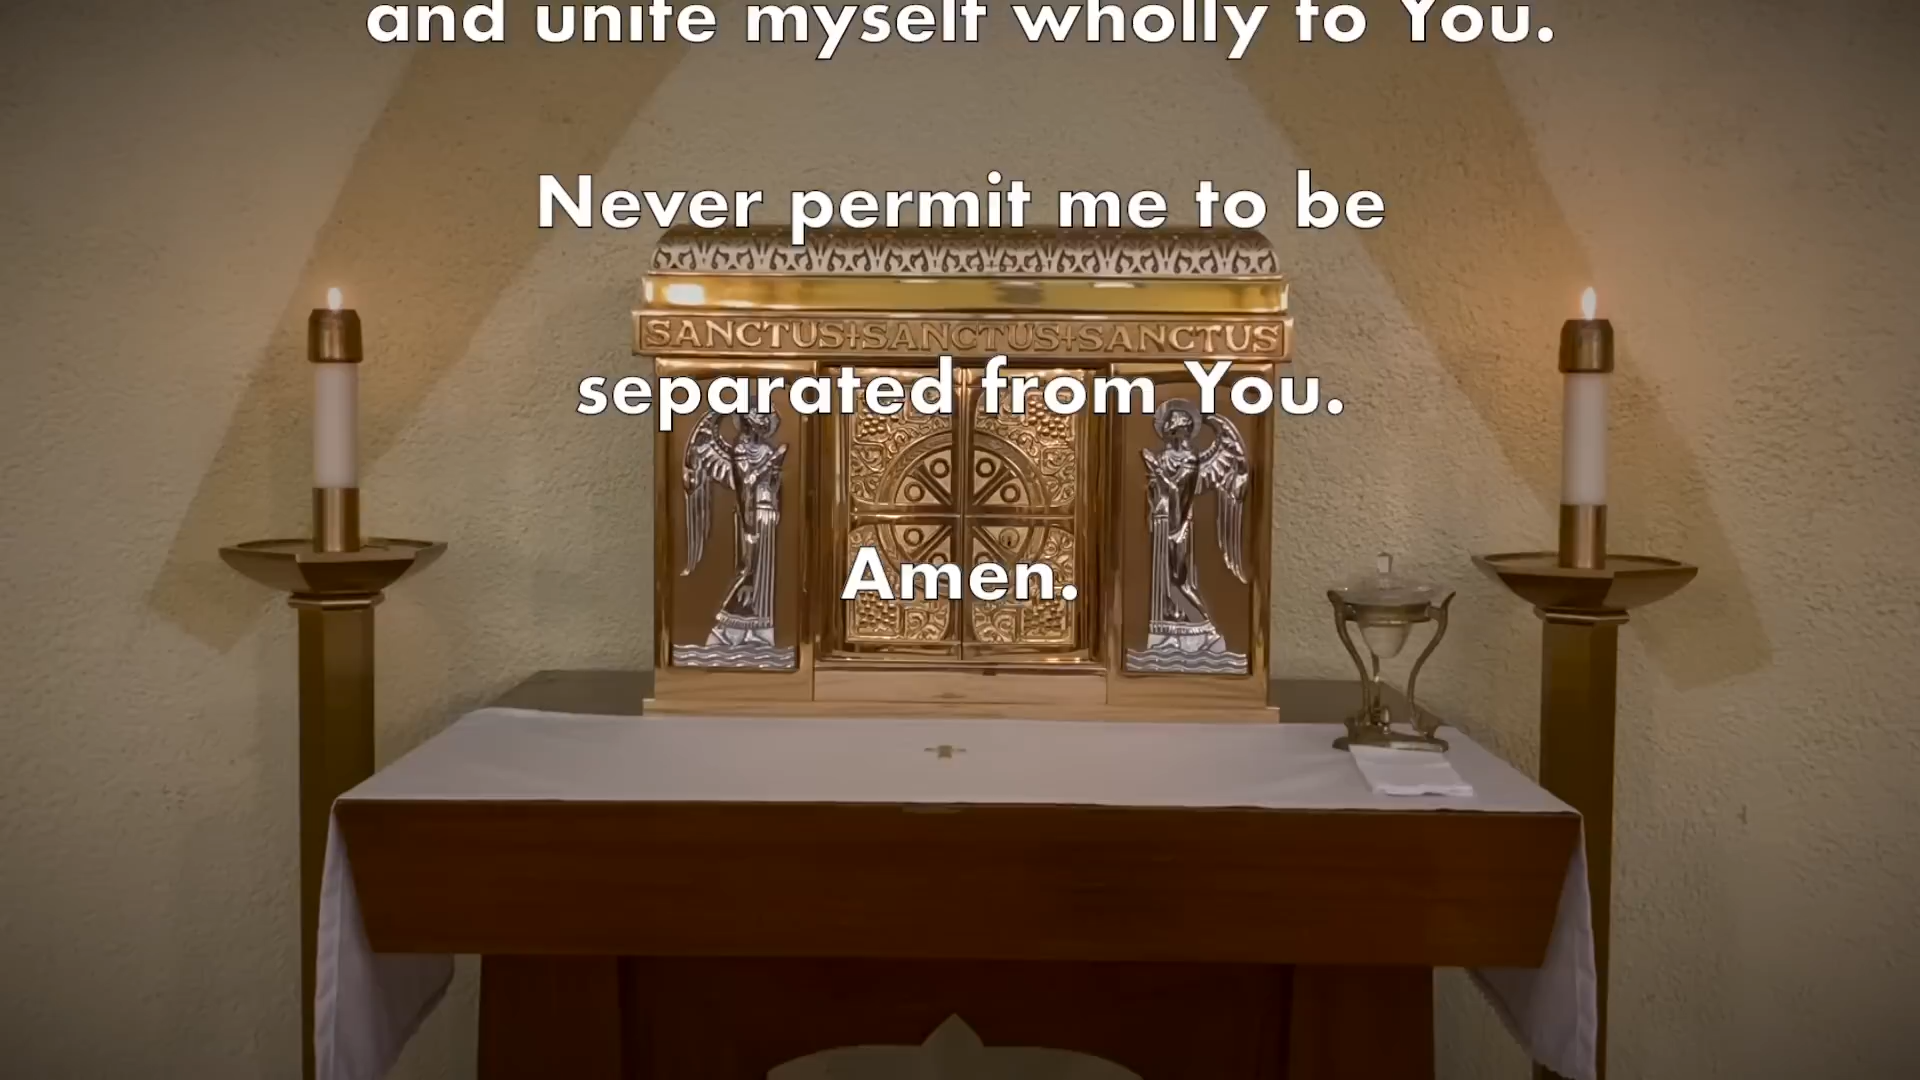 and unite myself wholly to You.
Never permit me to be
SANCTUS+SANCTUS+SANCTUS
separated from You.
Amen.